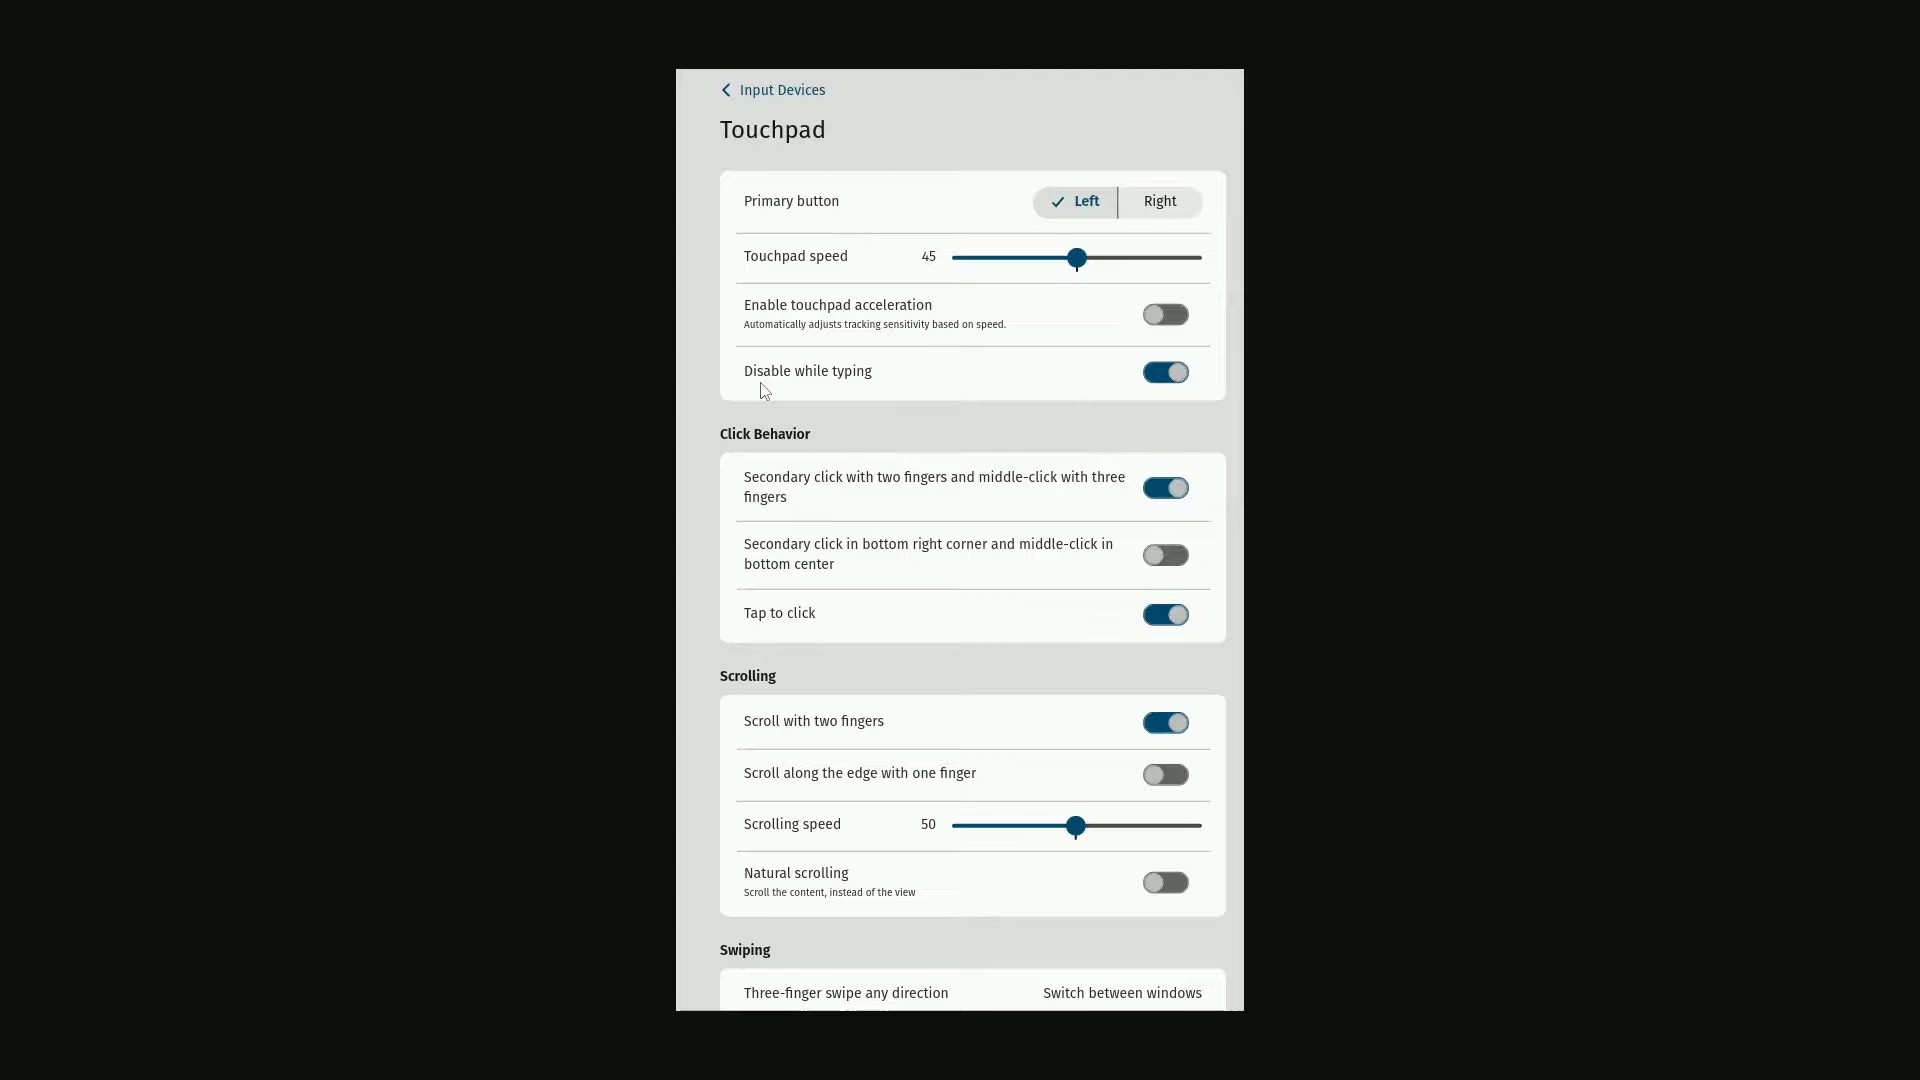 Input Devices
Touchpad
Primary button
Left
Right
Touchpad speed
45
Enable touchpad acceleration
Automatically adjusts tracking sensitivity based on speed.
Disable while typing
Click Behavior
Secondary click with two fingers and middle-click with three
fingers
Secondary click in bottom right corner and middle-click in
bottom center
Tap to click
Scrolling
Scroll with two fingers
Scroll along the edge with one finger
Scrolling speed
50
Natural scrolling
Scroll the content, instead of the view
Swiping
Three-finger swipe any direction
Switch between windows